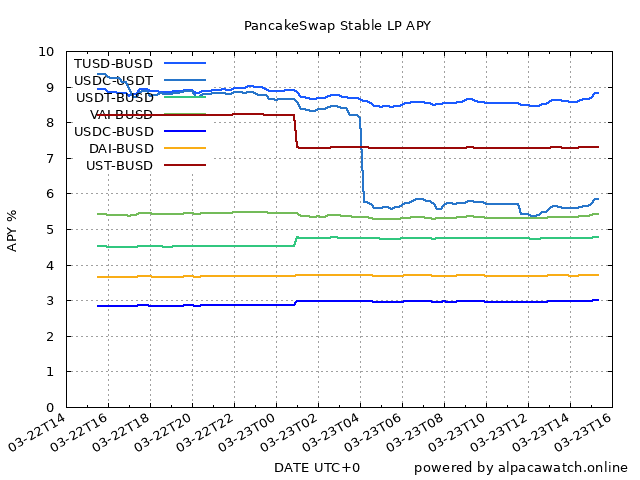 PancakeSwap Stable LP APY
10
9
8
7
6
5
4
3
2
1
0
APY %
TUSD-BUSD
USDC-USDT
USDT-BUSD
VAI-BUSD
USDC-BUSD
DAI-BUSD
UST-BUSD
03-22T14
03-22T16
03-22T18
03-22T20
03-22T22
03-23T00
03-23T02
03-23T04
03-23T06
03-23T08
03-23T10
03-23T12
03-23T14
03-23T16
DATE UTC+0
powered by alpacawatch.online